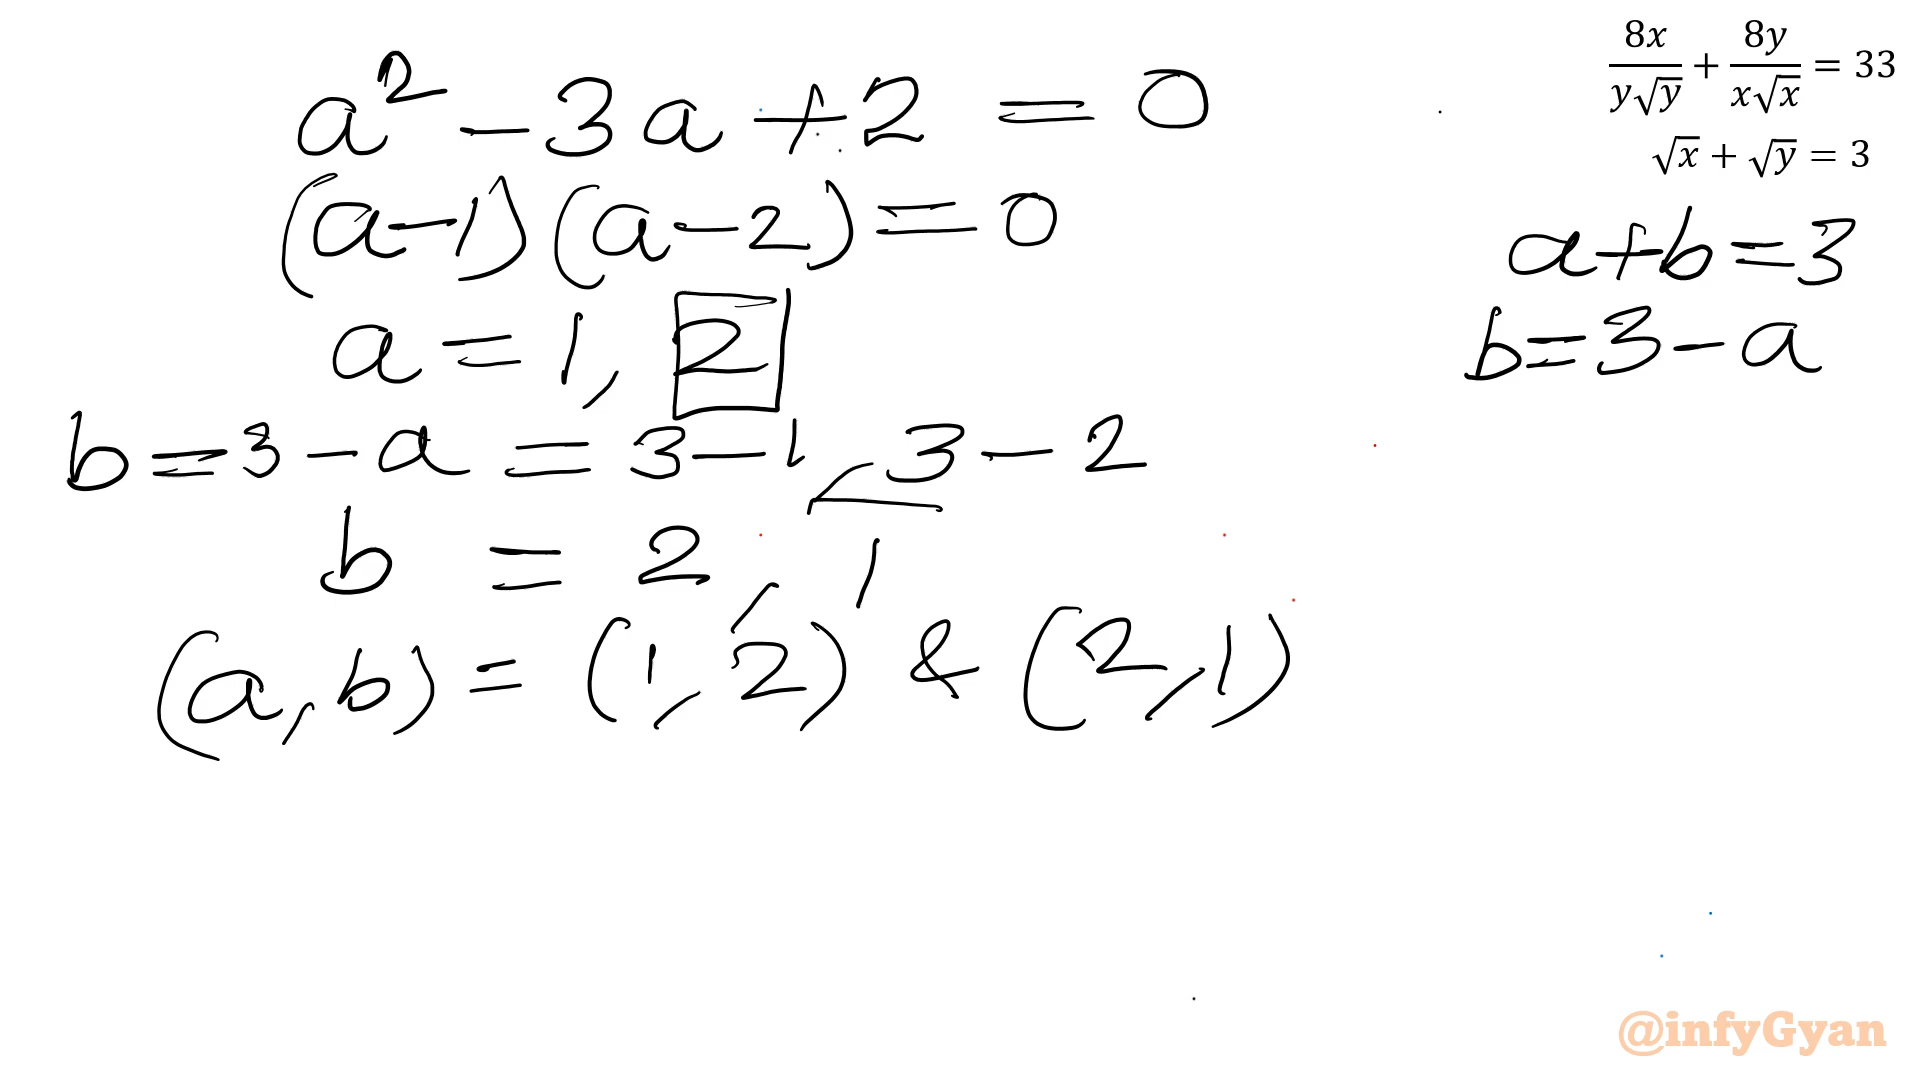 a² - 3a + 2 = 0
(a-1)(a-2) = 0
a = 1, 2
b = 3 - a = 3 - 1, 3 - 2
b = 2, 1
(a, b) = (1, 2) & (2, 1)
8x/(y√y) + 8y/(x√x) = 33
√x + √y = 3
a+b=3
b=3-a
@infyGyan